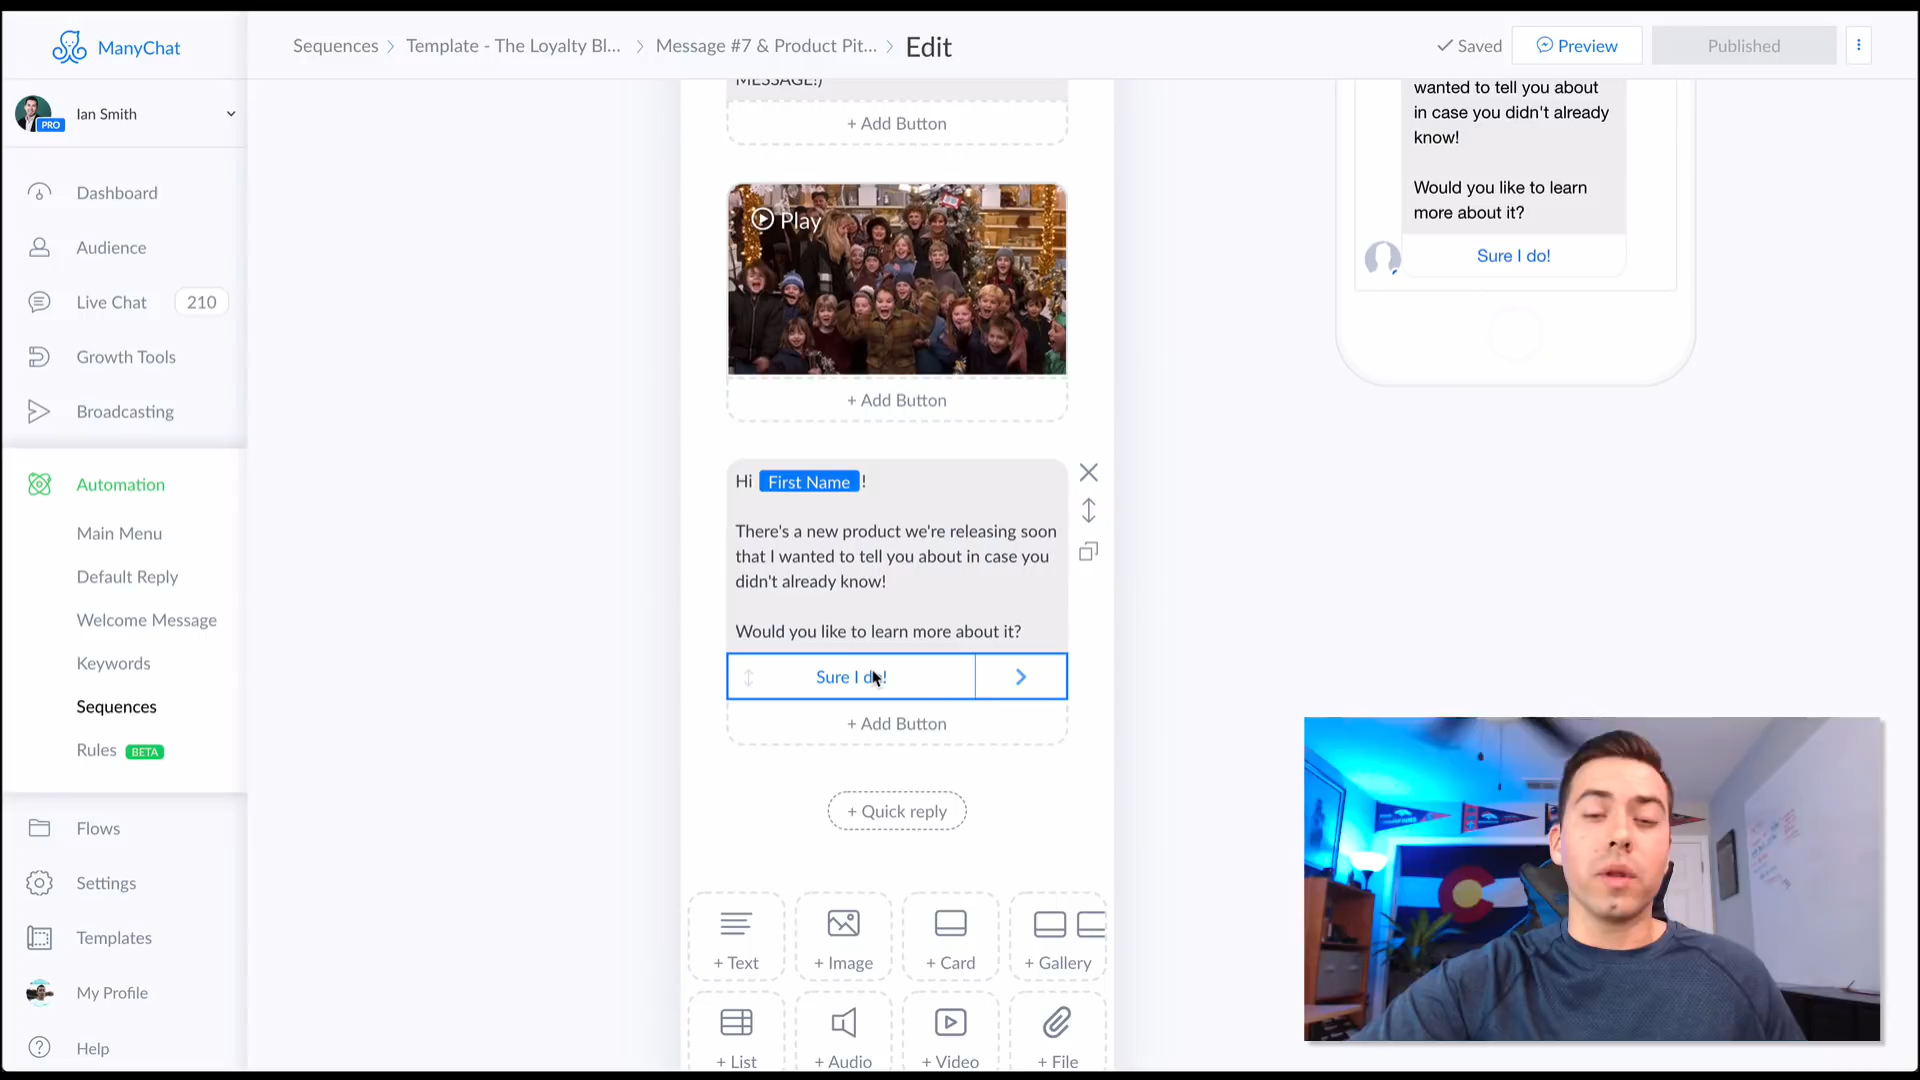 ManyChat
Sequences
Template - The Loyalty Bl...
Message #7 & Product Pit...
Edit
Saved
Preview
Published
PRO
Ian Smith
Dashboard
Audience
Live Chat
210
Growth Tools
Broadcasting
Automation
Main Menu
Default Reply
Welcome Message
Keywords
Sequences
Rules
BETA
Flows
Settings
Templates
My Profile
Help
MESSAGE!)
+ Add Button
Play
+ Add Button
Hi First Name !
There's a new product we're releasing soon
that I wanted to tell you about in case you
didn't already know!
Would you like to learn more about it?
Sure I do!
+ Add Button
+ Quick reply
+ Text
+ Image
+ Card
+ Gallery
+ List
+ Audio
+ Video
+ File
wanted to tell you about
in case you didn't already
know!
Would you like to learn
more about it?
Sure I do!